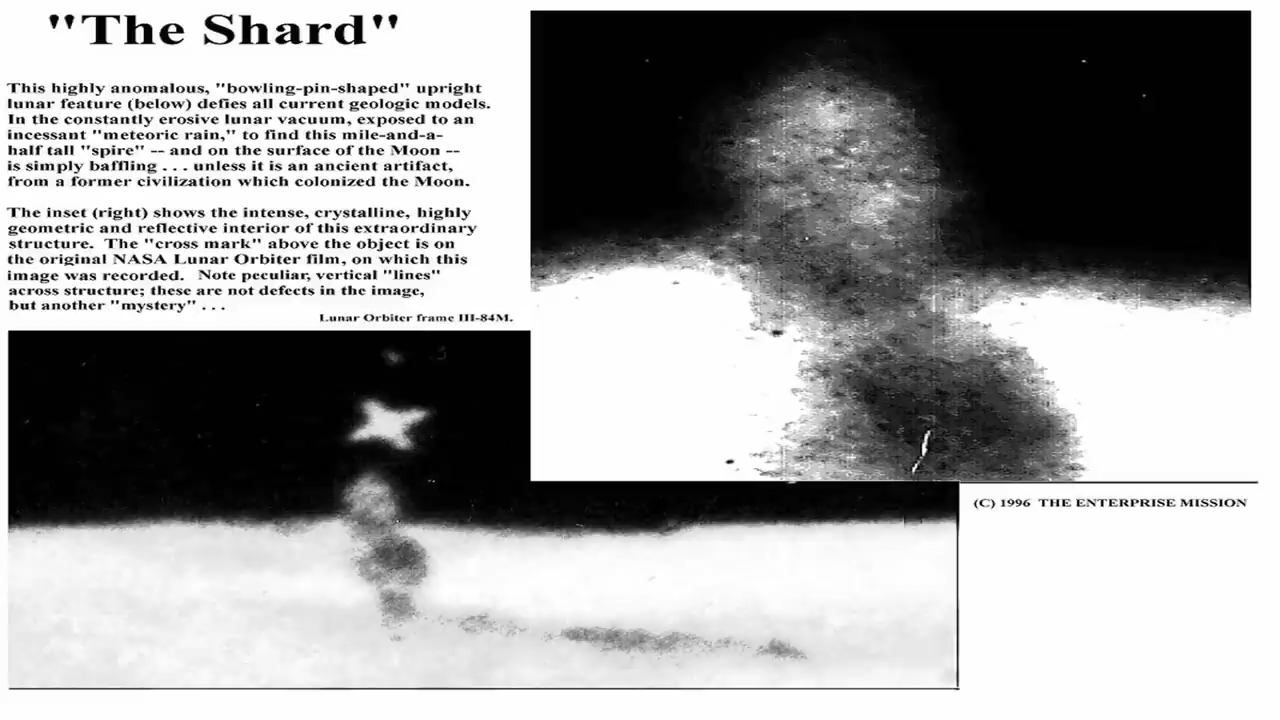 "The Shard"
This highly anomalous, "bowling-pin-shaped" upright
lunar feature (below) defies all current geologic models.
In the constantly erosive lunar vacuum, exposed to an
incessant "meteoric rain," to find this mile-and-a-
half tall "spire" -- and on the surface of the Moon --
is simply baffling . . . unless it is an ancient artifact,
from a former civilization which colonized the Moon.
The inset (right) shows the intense, crystalline, highly
geometric and reflective interior of this extraordinary
structure. The "cross mark" above the object is on
the original NASA Lunar Orbiter film, on which this
image was recorded. Note peculiar, vertical "lines"
across structure; these are not defects in the image,
but another "mystery" . . .
Lunar Orbiter frame III-84M.
(C) 1996 THE ENTERPRISE MISSION